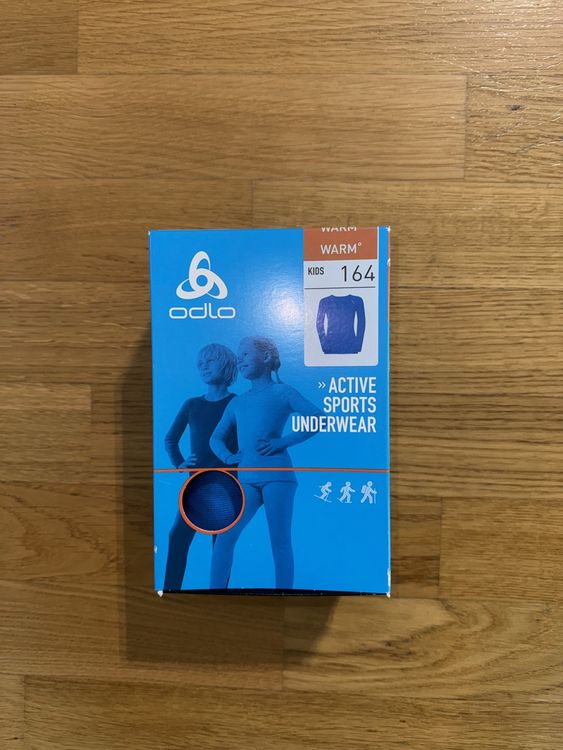 WARM
WARM°
KIDS 164
odlo
» ACTIVE
SPORTS
UNDERWEAR